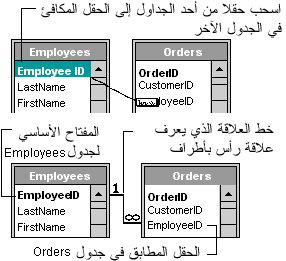 اسحب حقلا من أحد الجداول إلى الحقل المكافئ
في الجدول الآخر
Employees
Employee ID
LastName
FirstName
Orders
OrderID
CustomerID
ployeeID
المفتاح الأساسي
لجدول Employees
خط العلاقة الذي يعرف
علاقة رأس بأطراف
Employees
EmployeeID
LastName
FirstName
1
∞
Orders
OrderID
CustomerID
EmployeeID
الحقل المطابق في جدول Orders